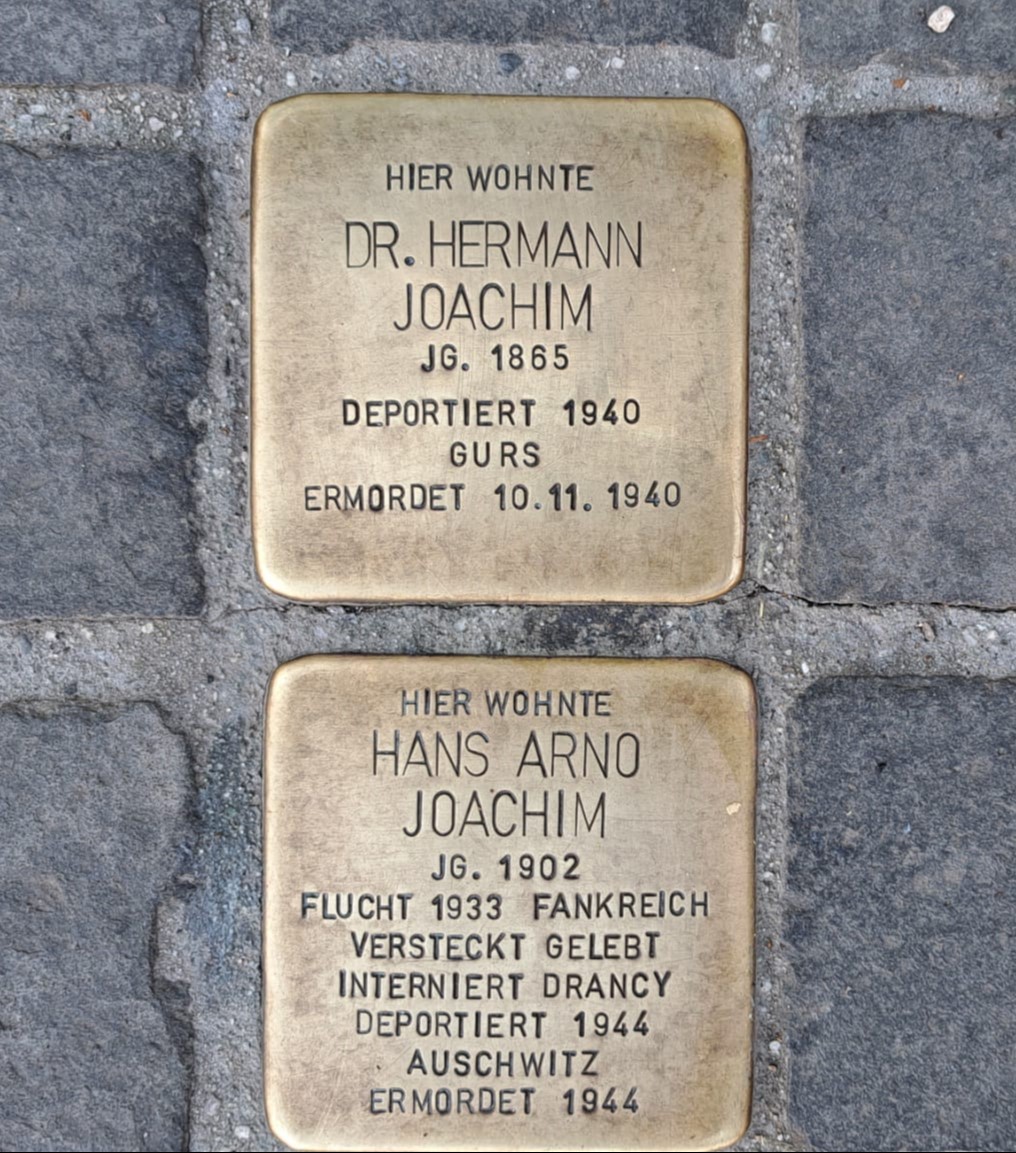 HIER WOHNTE
DR. HERMANN
JOACHIM
JG. 1865
DEPORTIERT 1940
GURS
ERMORDET 10.11. 1940
HIER WOHNTE
HANS ARNO
JOACHIM
JG. 1902
FLUCHT 1933 FANKREICH
VERSTECKT GELEBT
INTERNIERT DRANCY
DEPORTIERT 1944
AUSCHWITZ
ERMORDET 1944